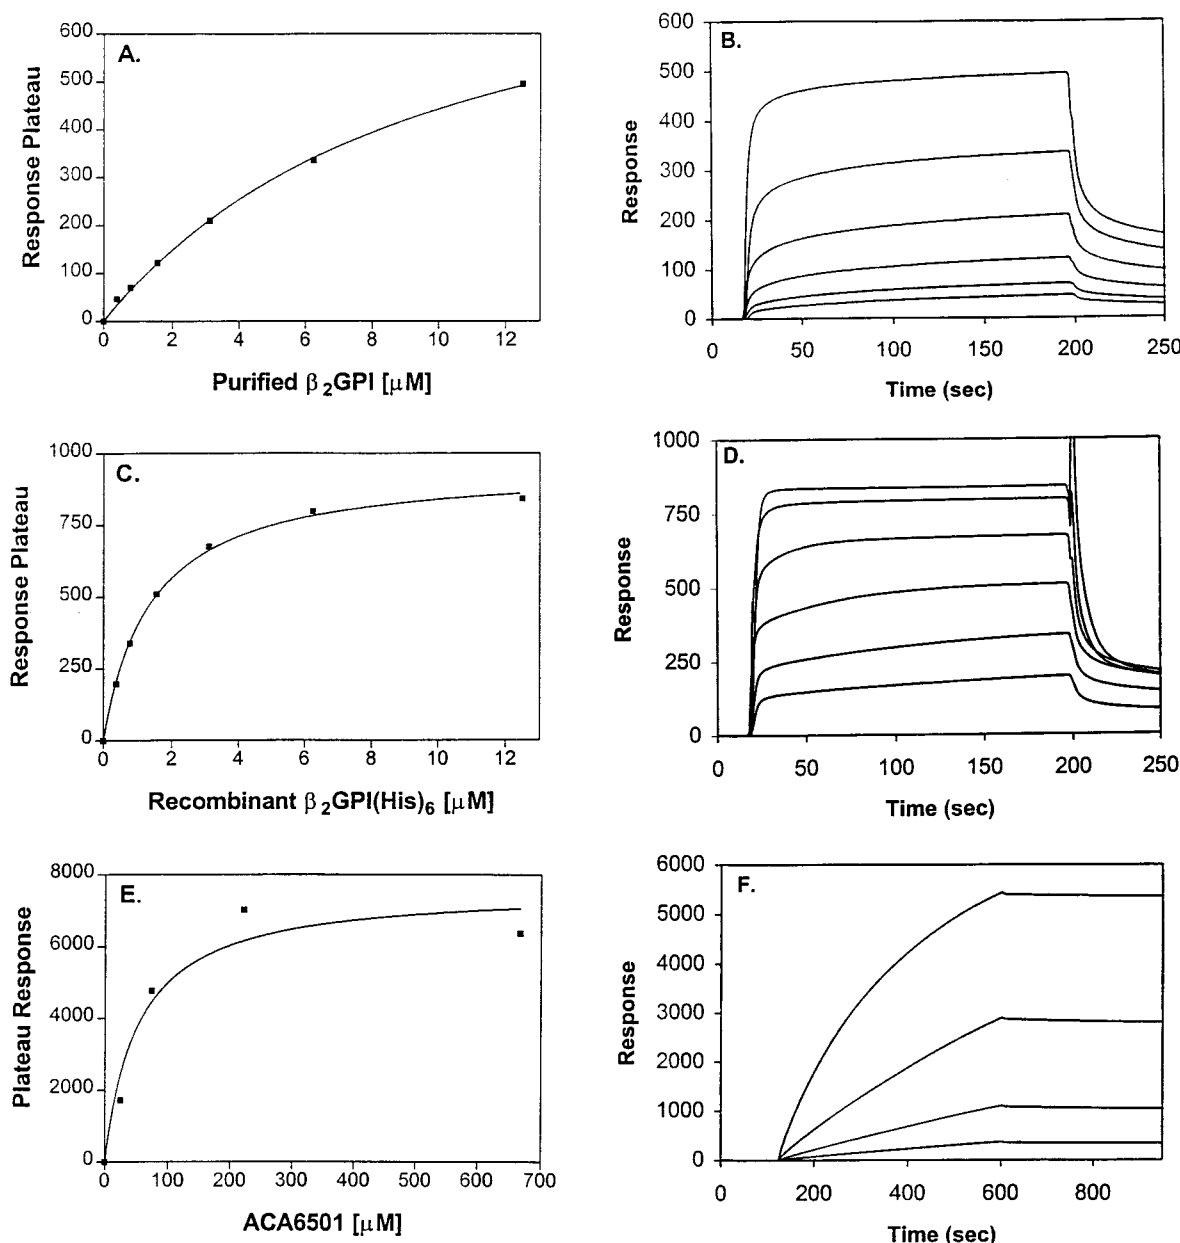 A.
Response Plateau
600
500
400
300
200
100
0
0 2 4 6 8 10 12
Purified β₂GPI [μM]
B.
Response
600
500
400
300
200
100
0
0 50 100 150 200 250
Time (sec)
C.
Response Plateau
1000
750
500
250
0
0 2 4 6 8 10 12
Recombinant β₂GPI(His)₆ [μM]
D.
Response
1000
750
500
250
0
0 50 100 150 200 250
Time (sec)
E.
Plateau Response
8000
6000
4000
2000
0
0 100 200 300 400 500 600 700
ACA6501 [μM]
F.
Response
6000
5000
4000
3000
2000
1000
0
0 200 400 600 800
Time (sec)